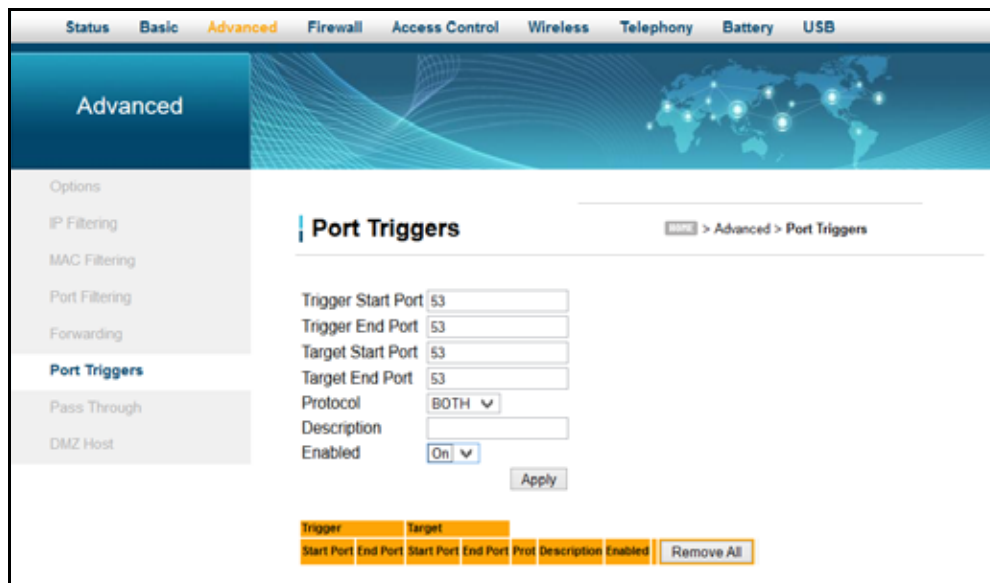 Status Basic Advanced Firewall Access Control Wireless Telephony Battery USB
Advanced
Options
IP Filtering
MAC Filtering
Port Filtering
Forwarding
Port Triggers
Pass Through
DMZ Host
Port Triggers
HOME > Advanced > Port Triggers
Trigger Start Port 53
Trigger End Port 53
Target Start Port 53
Target End Port 53
Protocol BOTH
Description
Enabled On
Apply
Trigger Target
Start Port End Port Start Port End Port Prot Description Enabled Remove All